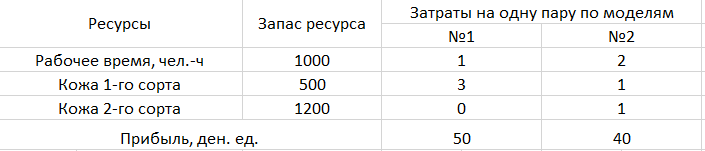 Ресурсы Запас ресурса Затраты на одну пару по моделям
№1 №2
Рабочее время, чел.-ч 1000 1 2
Кожа 1-го сорта 500 3 1
Кожа 2-го сорта 1200 0 1
Прибыль, ден. ед. 50 40